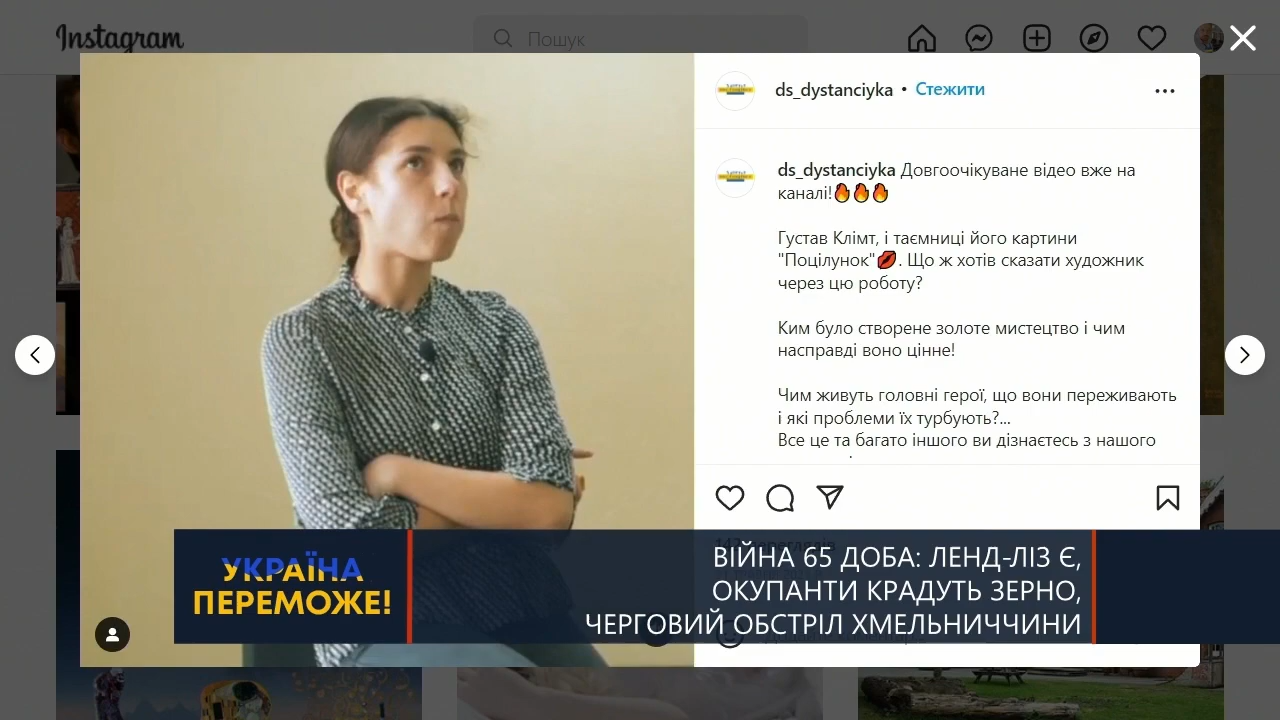 Instagram
Пошук
ds_dystanciyka • Стежити
ds_dystanciyka Довгоочікуване відео вже на
каналі!🔥🔥🔥
Густав Клімт, і таємниці його картини
"Поцілунок"💋. Що ж хотів сказати художник
через цю роботу?
Ким було створене золоте мистецтво і чим
насправді воно цінне!
Чим живуть головні герої, що вони переживають
і які проблеми їх турбують?...
Все це та багато іншого ви дізнаєтесь з нашого
УКРАЇНА
ПЕРЕМОЖЕ!
ВІЙНА 65 ДОБА: ЛЕНД-ЛІЗ Є,
ОКУПАНТИ КРАДУТЬ ЗЕРНО,
ЧЕРГОВИЙ ОБСТРІЛ ХМЕЛЬНИЧЧИНИ